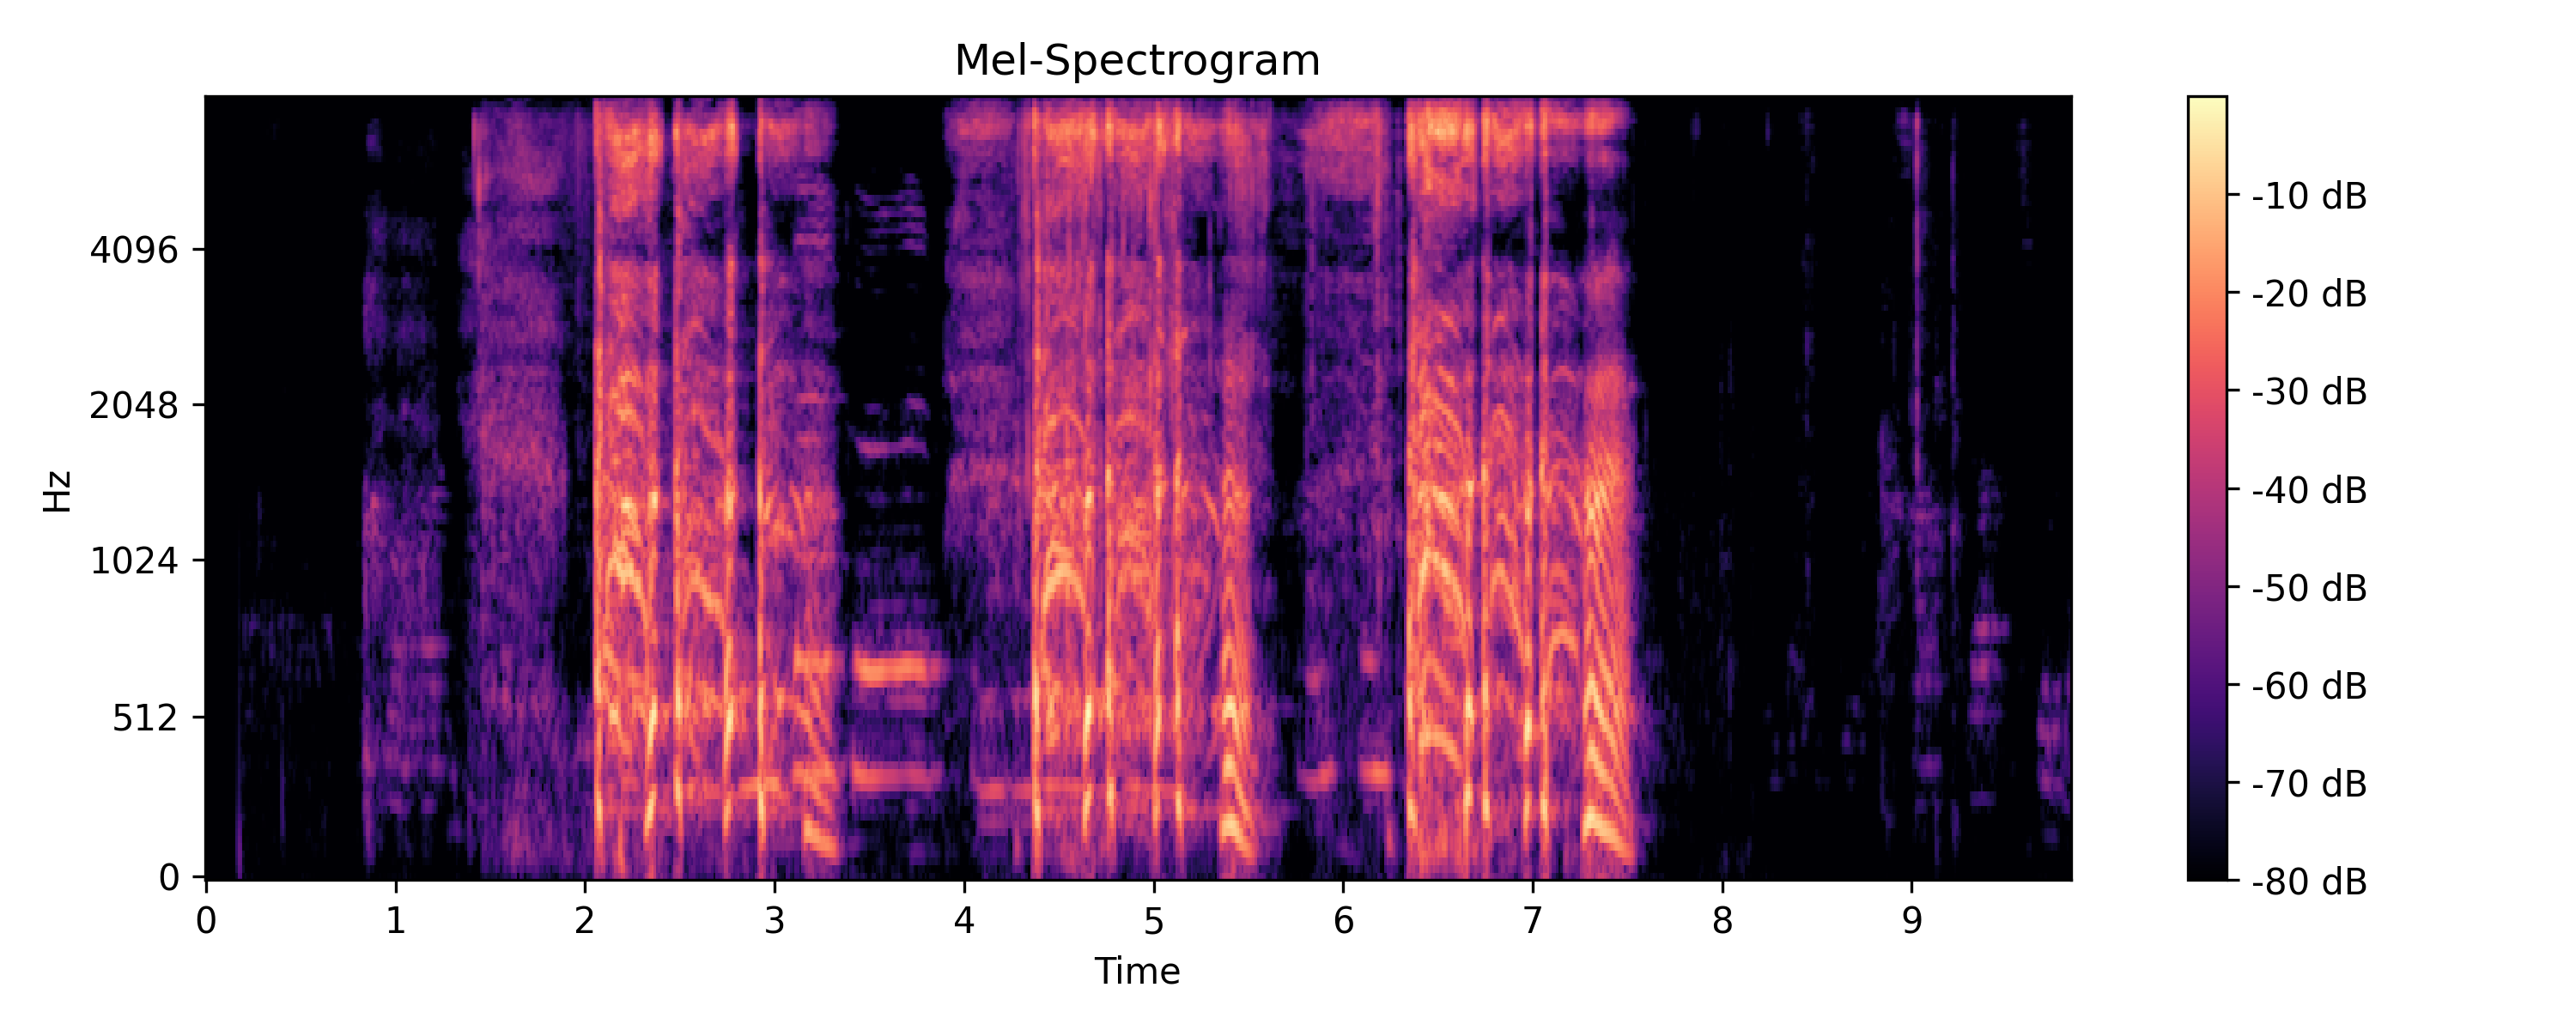 Mel-Spectrogram
Hz
4096
2048
1024
512
0
0 1 2 3 4 5 6 7 8 9
Time
-10 dB
-20 dB
-30 dB
-40 dB
-50 dB
-60 dB
-70 dB
-80 dB